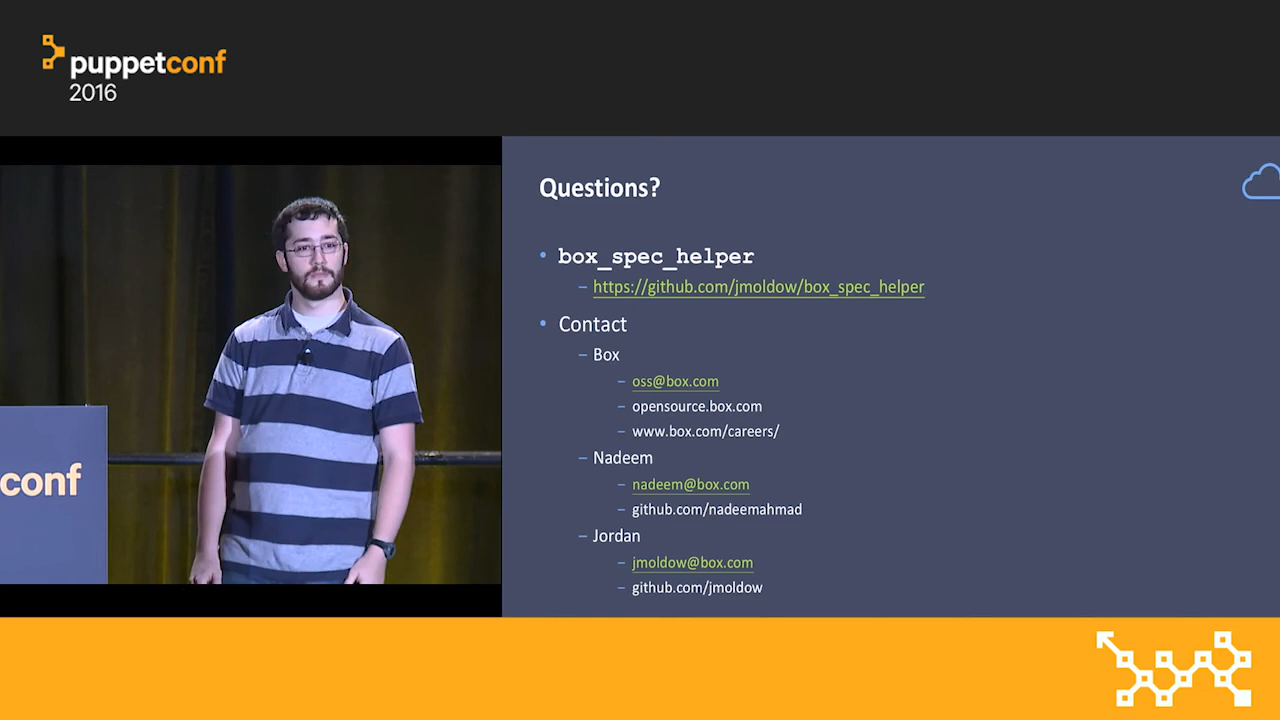 puppetconf
2016
conf
Questions?
• box_spec_helper
– https://github.com/jmoldow/box_spec_helper
• Contact
– Box
– oss@box.com
– opensource.box.com
– www.box.com/careers/
– Nadeem
– nadeem@box.com
– github.com/nadeemahmad
– Jordan
– jmoldow@box.com
– github.com/jmoldow